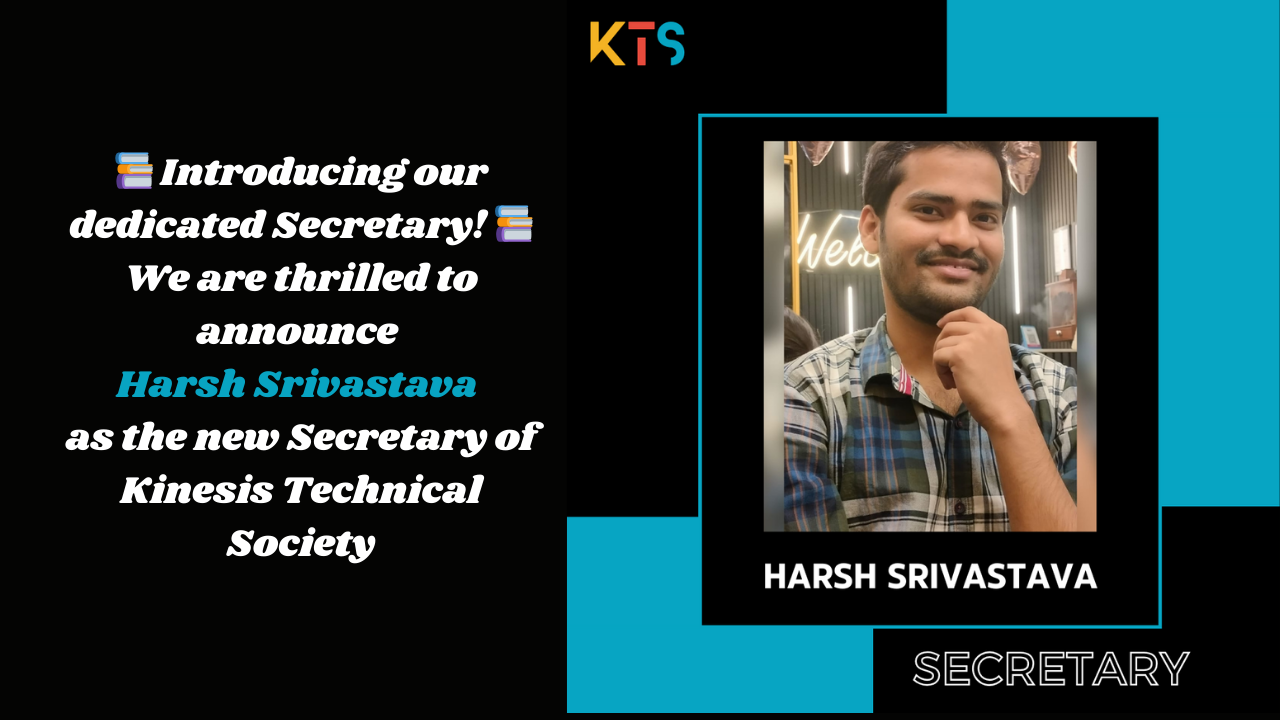 📚 Introducing our
dedicated Secretary! 📚
We are thrilled to
announce
Harsh Srivastava
as the new Secretary of
Kinesis Technical
Society
KTS
Welc
HARSH SRIVASTAVA
SECRETARY